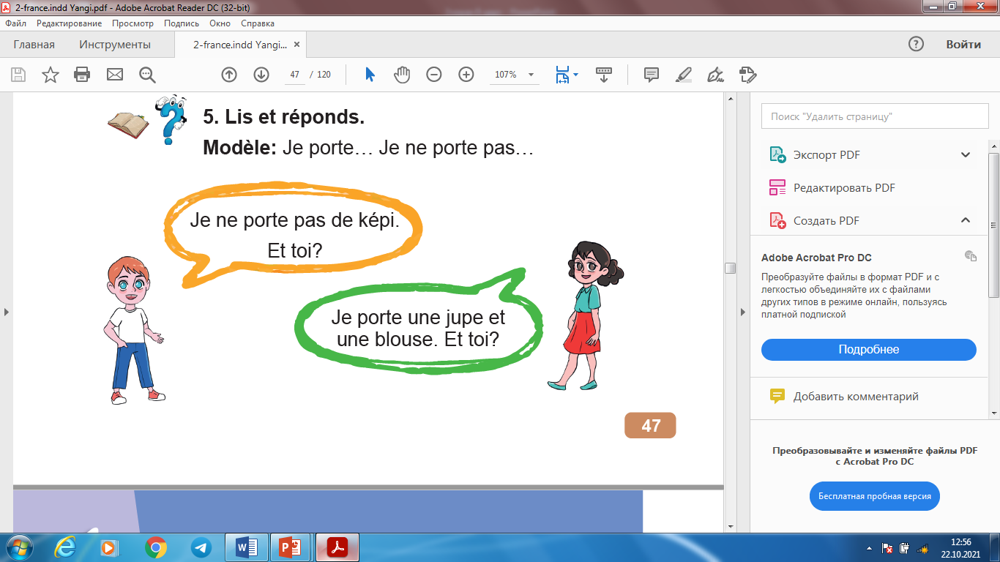 2-france.indd Yangi.pdf - Adobe Acrobat Reader DC (32-bit)
Файл Редактирование Просмотр Подпись Окно Справка
Главная Инструменты 2-france.indd Yangi... × Войти
47 / 120 107%
5. Lis et réponds.
Modèle: Je porte… Je ne porte pas…
Je ne porte pas de képi.
Et toi?
Je porte une jupe et
une blouse. Et toi?
47
Поиск "Удалить страницу"
Экспорт PDF
Редактировать PDF
Создать PDF
Adobe Acrobat Pro DC
Преобразуйте файлы в формат PDF и с
легкостью объединяйте их с файлами
других типов в режиме онлайн, пользуясь
платной подпиской
Подробнее
Добавить комментарий
Преобразовывайте и изменяйте файлы PDF
с Acrobat Pro DC
Бесплатная пробная версия
12:56
22.10.2021